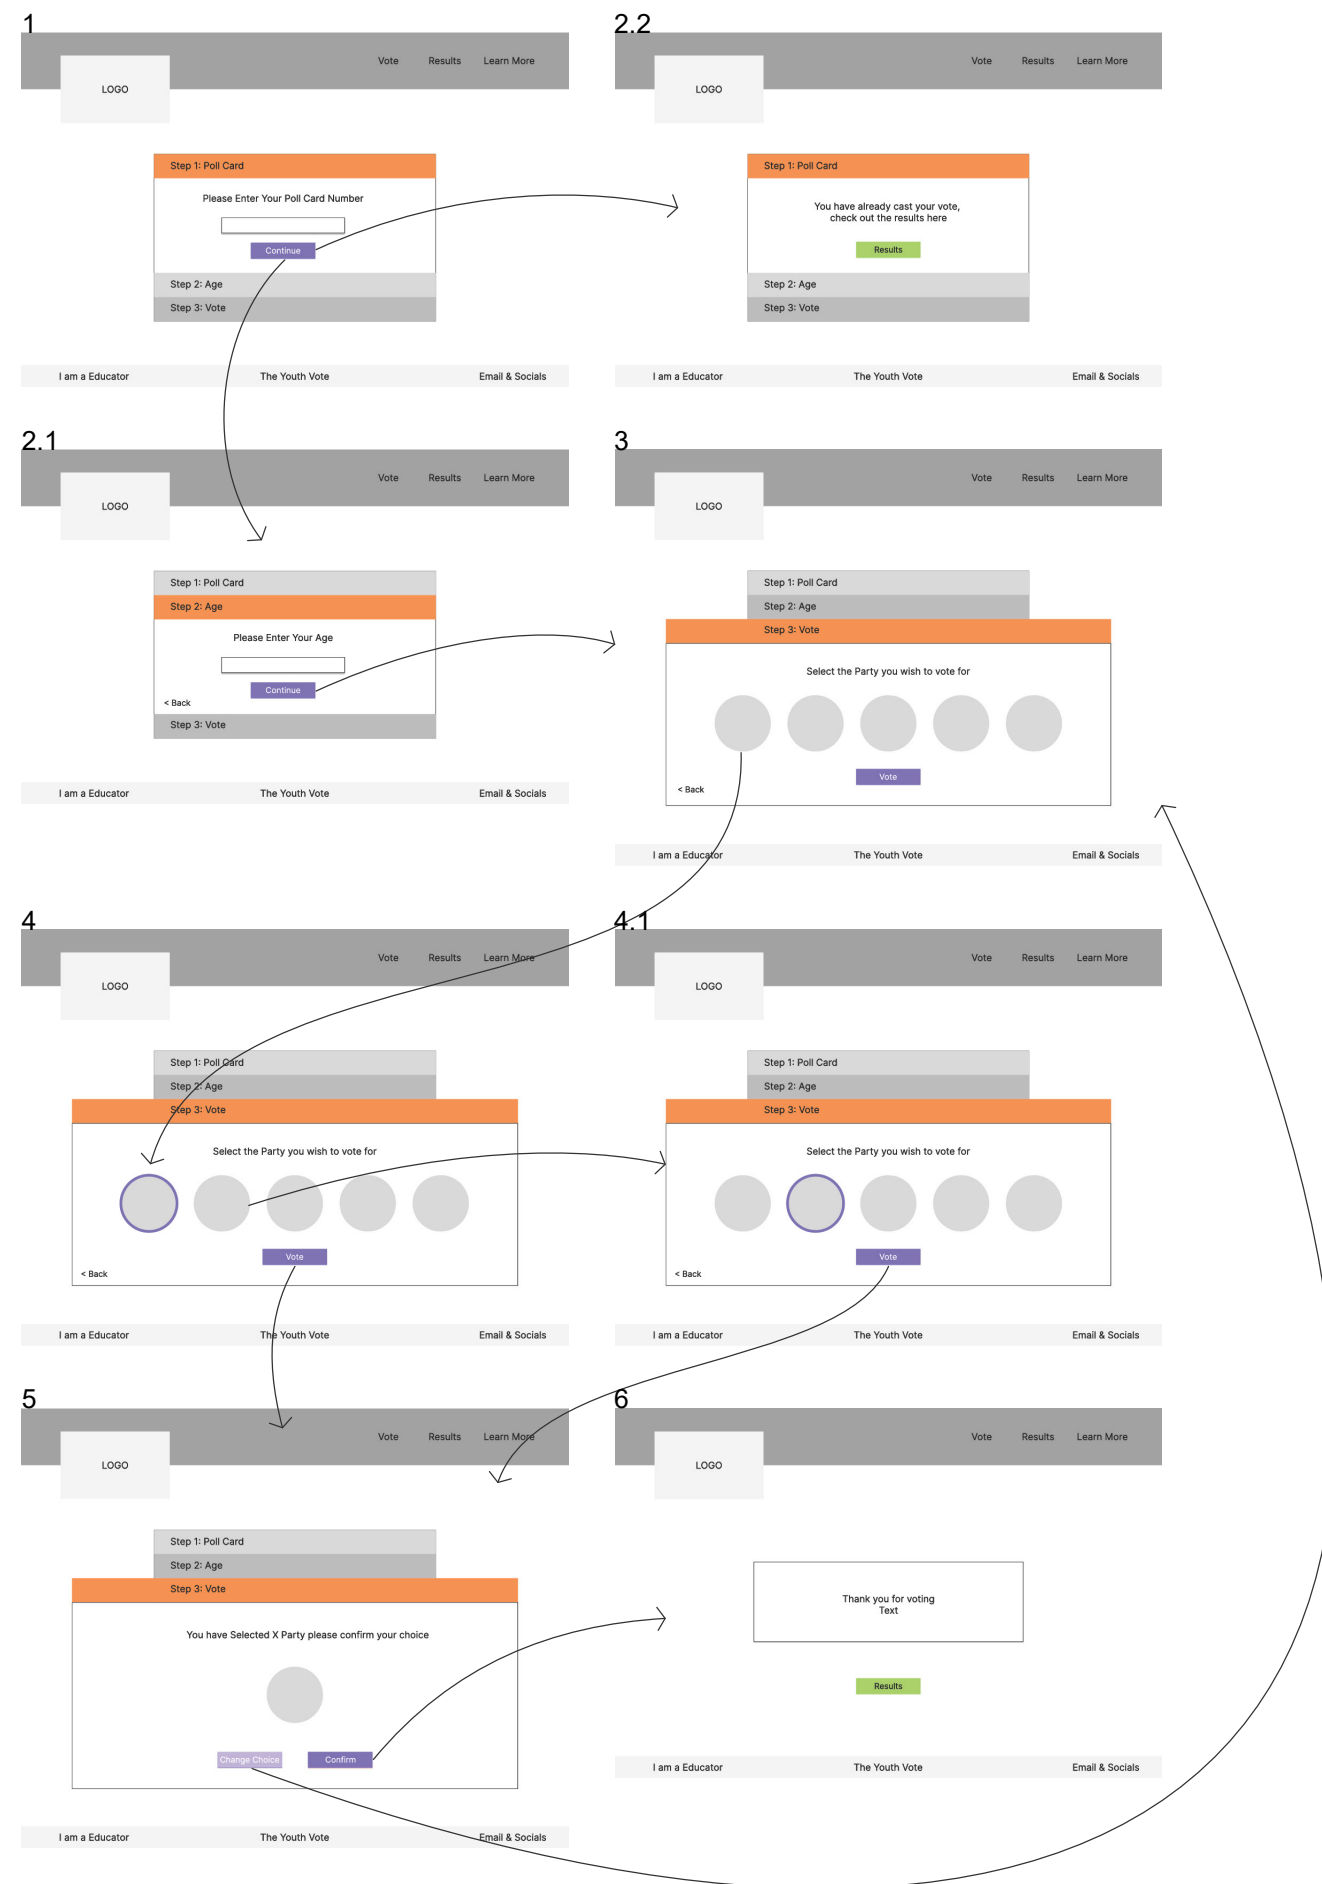 1
Vote Results Learn More
LOGO
Step 1: Poll Card
Please Enter Your Poll Card Number
Continue
Step 2: Age
Step 3: Vote
I am a Educator The Youth Vote Email & Socials
2.2
Vote Results Learn More
LOGO
Step 1: Poll Card
You have already cast your vote,
check out the results here
Results
Step 2: Age
Step 3: Vote
I am a Educator The Youth Vote Email & Socials
2.1
Vote Results Learn More
LOGO
Step 1: Poll Card
Step 2: Age
Please Enter Your Age
Continue
< Back
Step 3: Vote
I am a Educator The Youth Vote Email & Socials
3
Vote Results Learn More
LOGO
Step 1: Poll Card
Step 2: Age
Step 3: Vote
Select the Party you wish to vote for
Vote
< Back
I am a Educator The Youth Vote Email & Socials
4
Vote Results Learn More
LOGO
Step 1: Poll Card
Step 2: Age
Step 3: Vote
Select the Party you wish to vote for
Vote
< Back
I am a Educator The Youth Vote Email & Socials
4.1
Vote Results Learn More
LOGO
Step 1: Poll Card
Step 2: Age
Step 3: Vote
Select the Party you wish to vote for
Vote
< Back
I am a Educator The Youth Vote Email & Socials
5
Vote Results Learn More
LOGO
Step 1: Poll Card
Step 2: Age
Step 3: Vote
You have Selected X Party please confirm your choice
Change Choice Confirm
I am a Educator The Youth Vote Email & Socials
6
Vote Results Learn More
LOGO
Thank you for voting
Text
Results
I am a Educator The Youth Vote Email & Socials